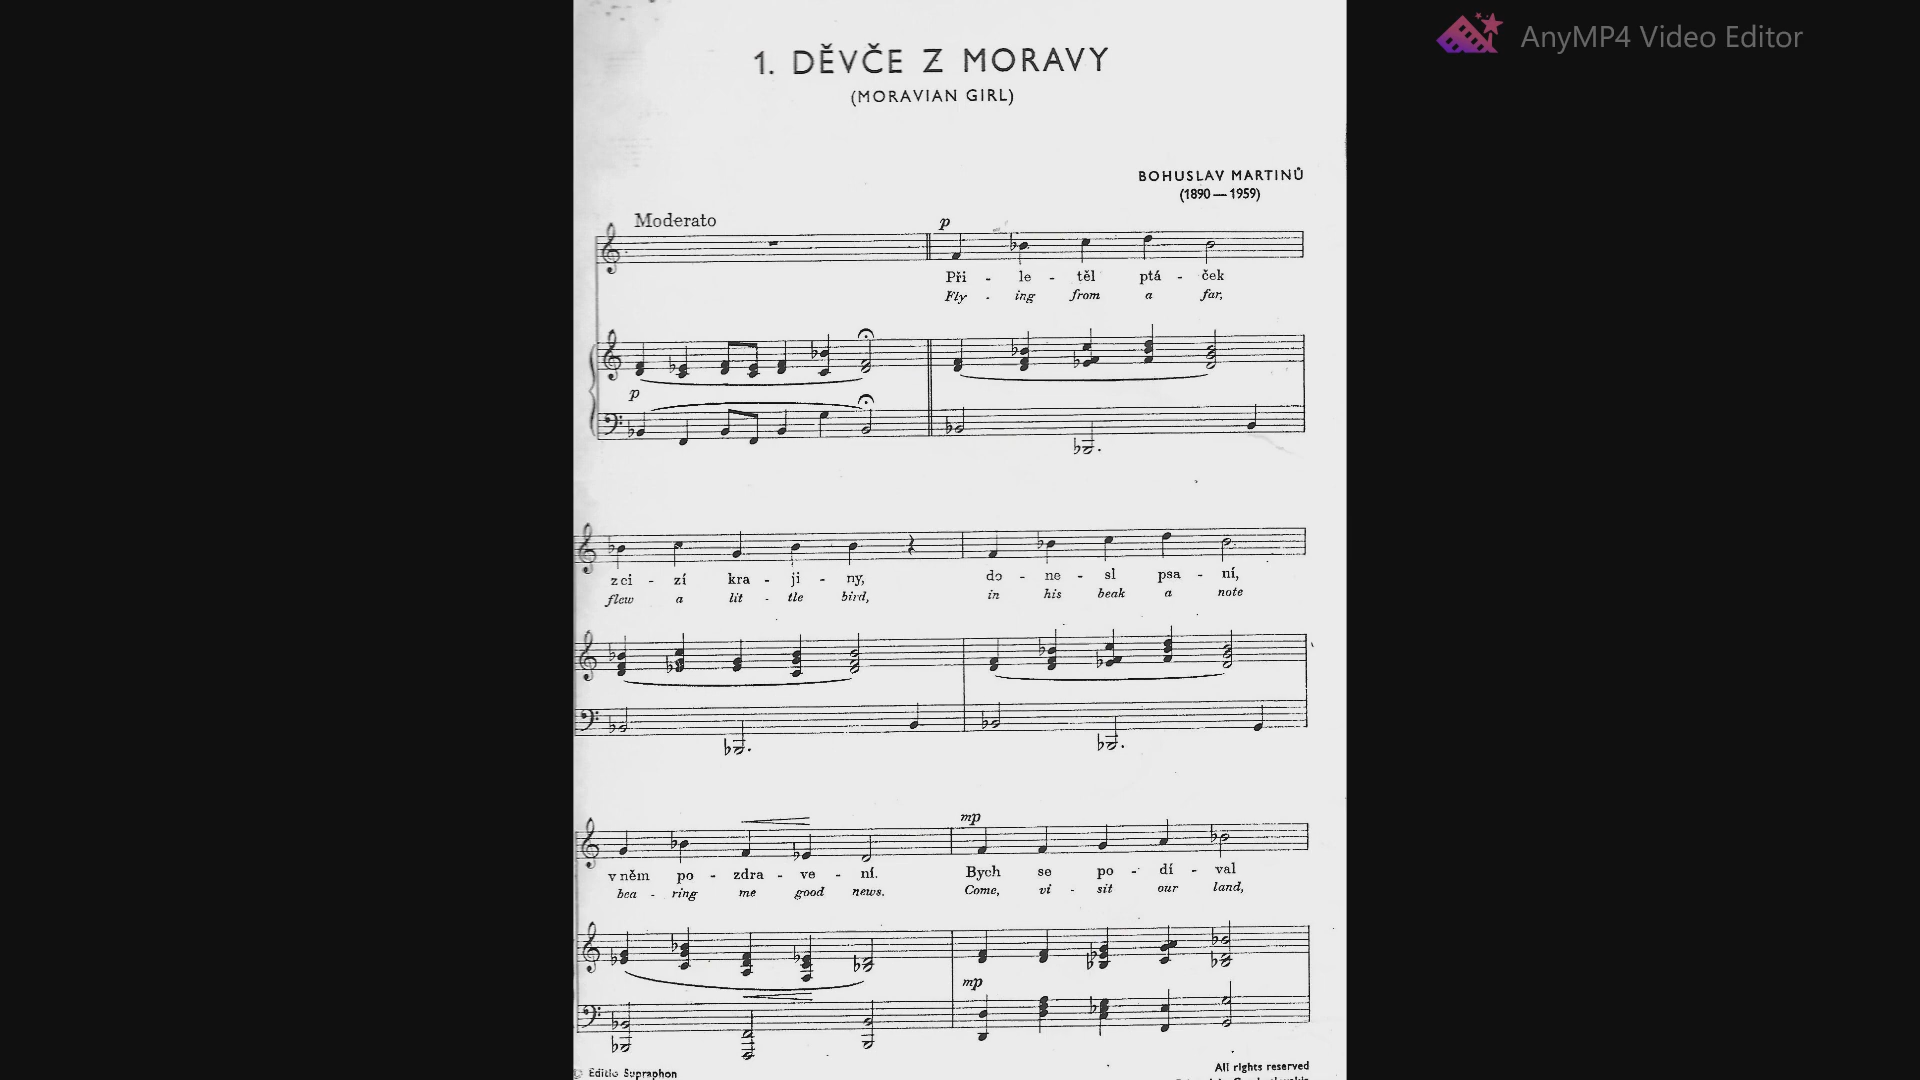 AnyMP4 Video Editor
1. DĚVČE Z MORAVY
(MORAVIAN GIRL)
BOHUSLAV MARTINŮ
(1890 — 1959)
Moderato
p
Při - le - těl ptá - ček
Fly - ing from a far,
p
z ci - zí kra - ji - ny, do - ne - sl psa - ní,
flew a lit - tle bird, in his beak a note
mp
v něm po - zdra - ve - ní. Bych se po - dí - val
bea - ring me good news. Come, vi - sit our land,
mp
© Editio Supraphon
All rights reserved